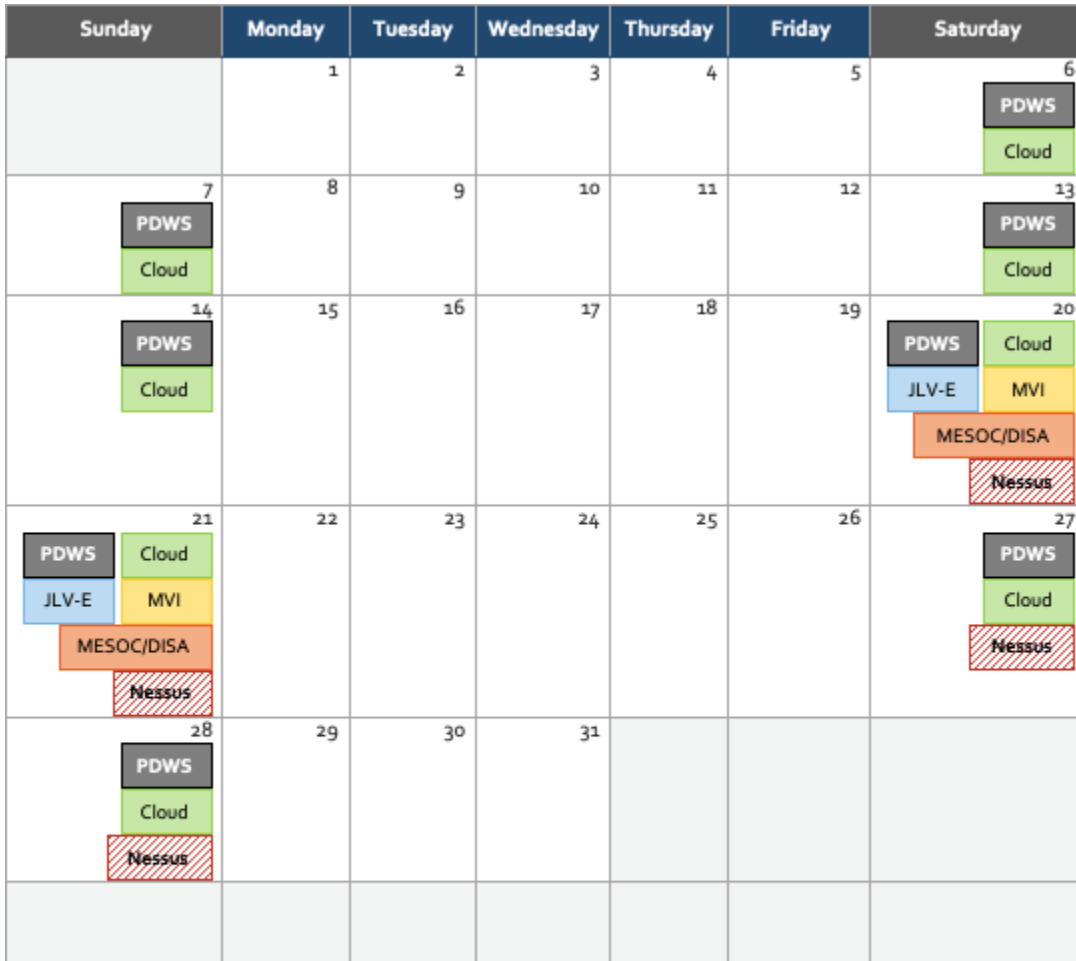 Sunday Monday Tuesday Wednesday Thursday Friday Saturday
1 2 3 4 5 6
PDWS
Cloud
7 8 9 10 11 12 13
PDWS PDWS
Cloud Cloud
14 15 16 17 18 19 20
PDWS PDWS Cloud
Cloud JLV-E MVI
MESOC/DISA
Nessus
21 22 23 24 25 26 27
PDWS Cloud PDWS
JLV-E MVI Cloud
MESOC/DISA Nessus
Nessus
28 29 30 31
PDWS
Cloud
Nessus